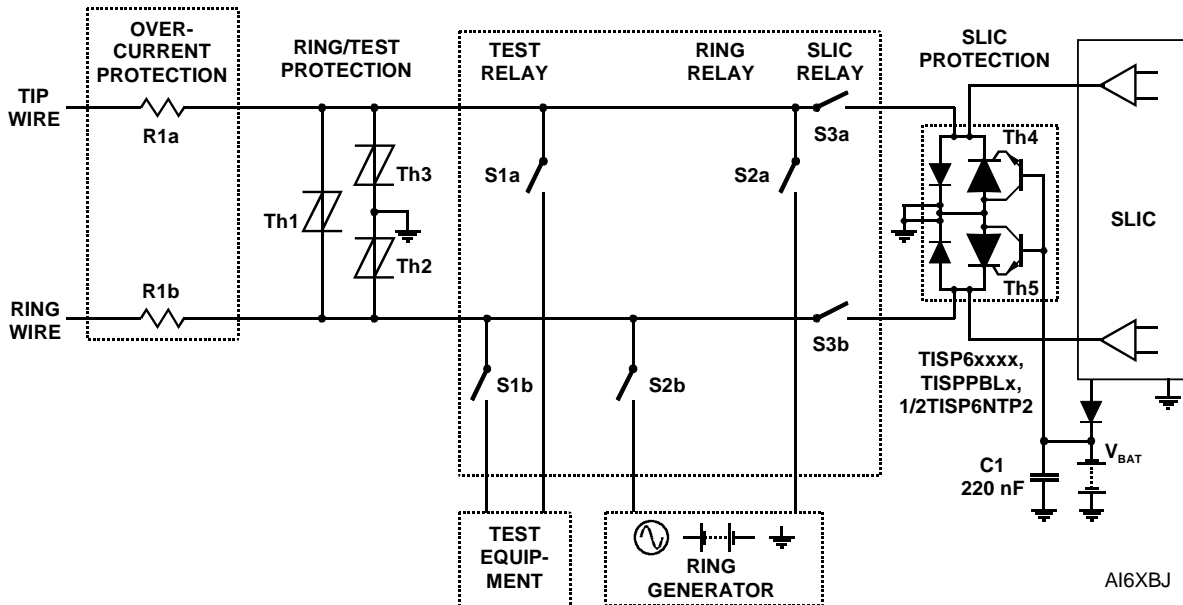 OVER-
CURRENT
PROTECTION
RING/TEST
PROTECTION
TEST
RELAY
RING
RELAY
SLIC
RELAY
SLIC
PROTECTION
TIP
WIRE
R1a
Th3
Th1
Th2
S1a
S2a
S3a
Th4
SLIC
Th5
RING
WIRE
R1b
S1b
S2b
S3b
TISP6xxxx,
TISPPBLx,
1/2TISP6NTP2
C1
220 nF
VBAT
TEST
EQUIP-
MENT
RING
GENERATOR
AI6XBJ